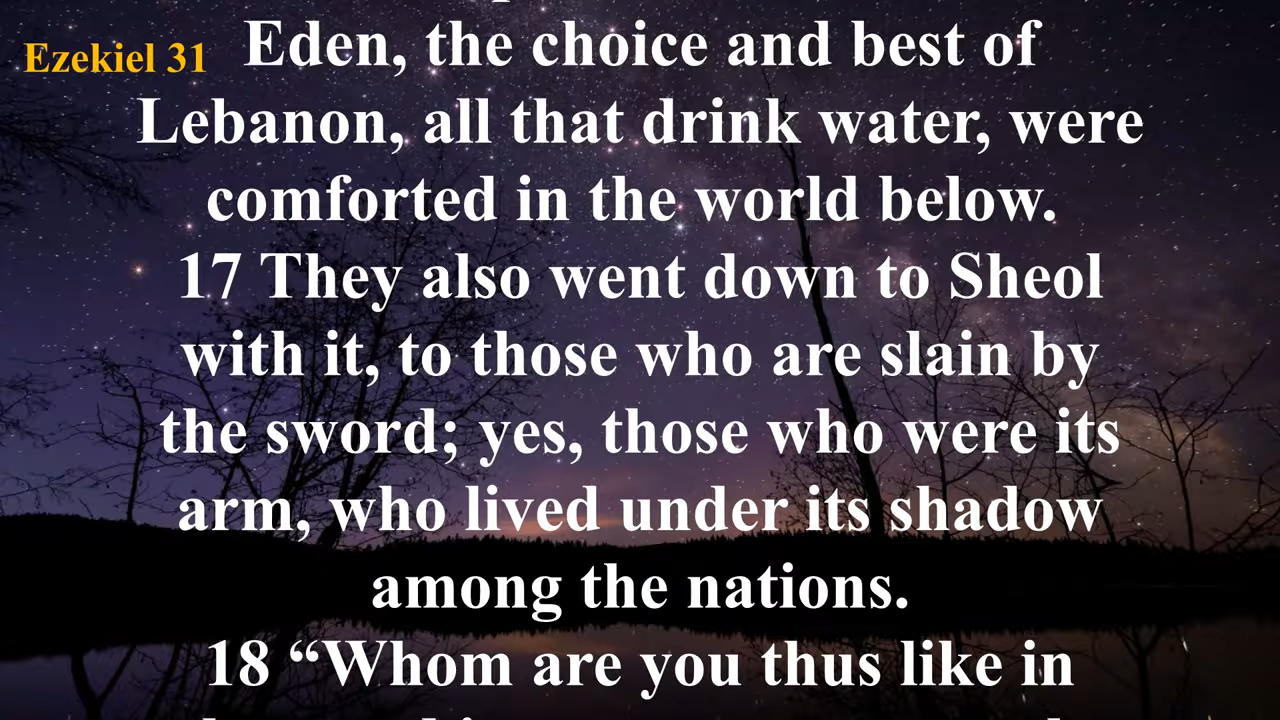 Ezekiel 31
Eden, the choice and best of
Lebanon, all that drink water, were
comforted in the world below.
17 They also went down to Sheol
with it, to those who are slain by
the sword; yes, those who were its
arm, who lived under its shadow
among the nations.
18 “Whom are you thus like in